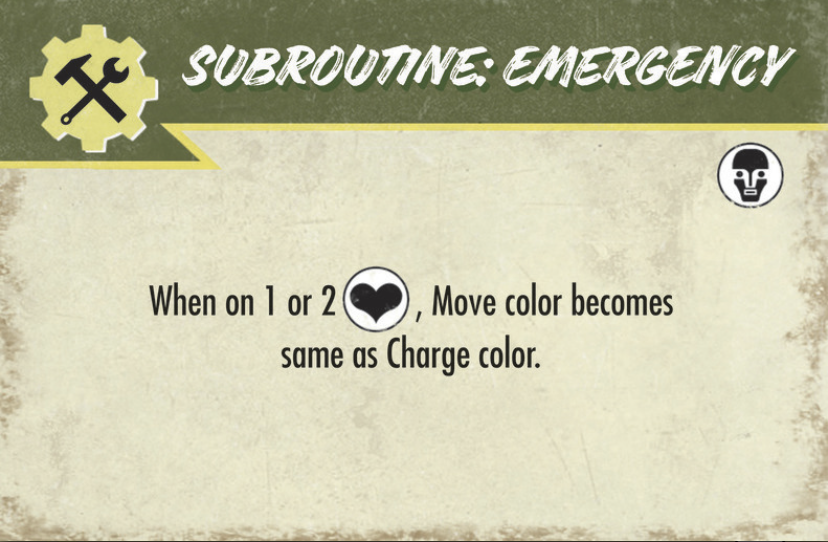 SUBROUTINE: EMERGENCY
When on 1 or 2 , Move color becomes
same as Charge color.